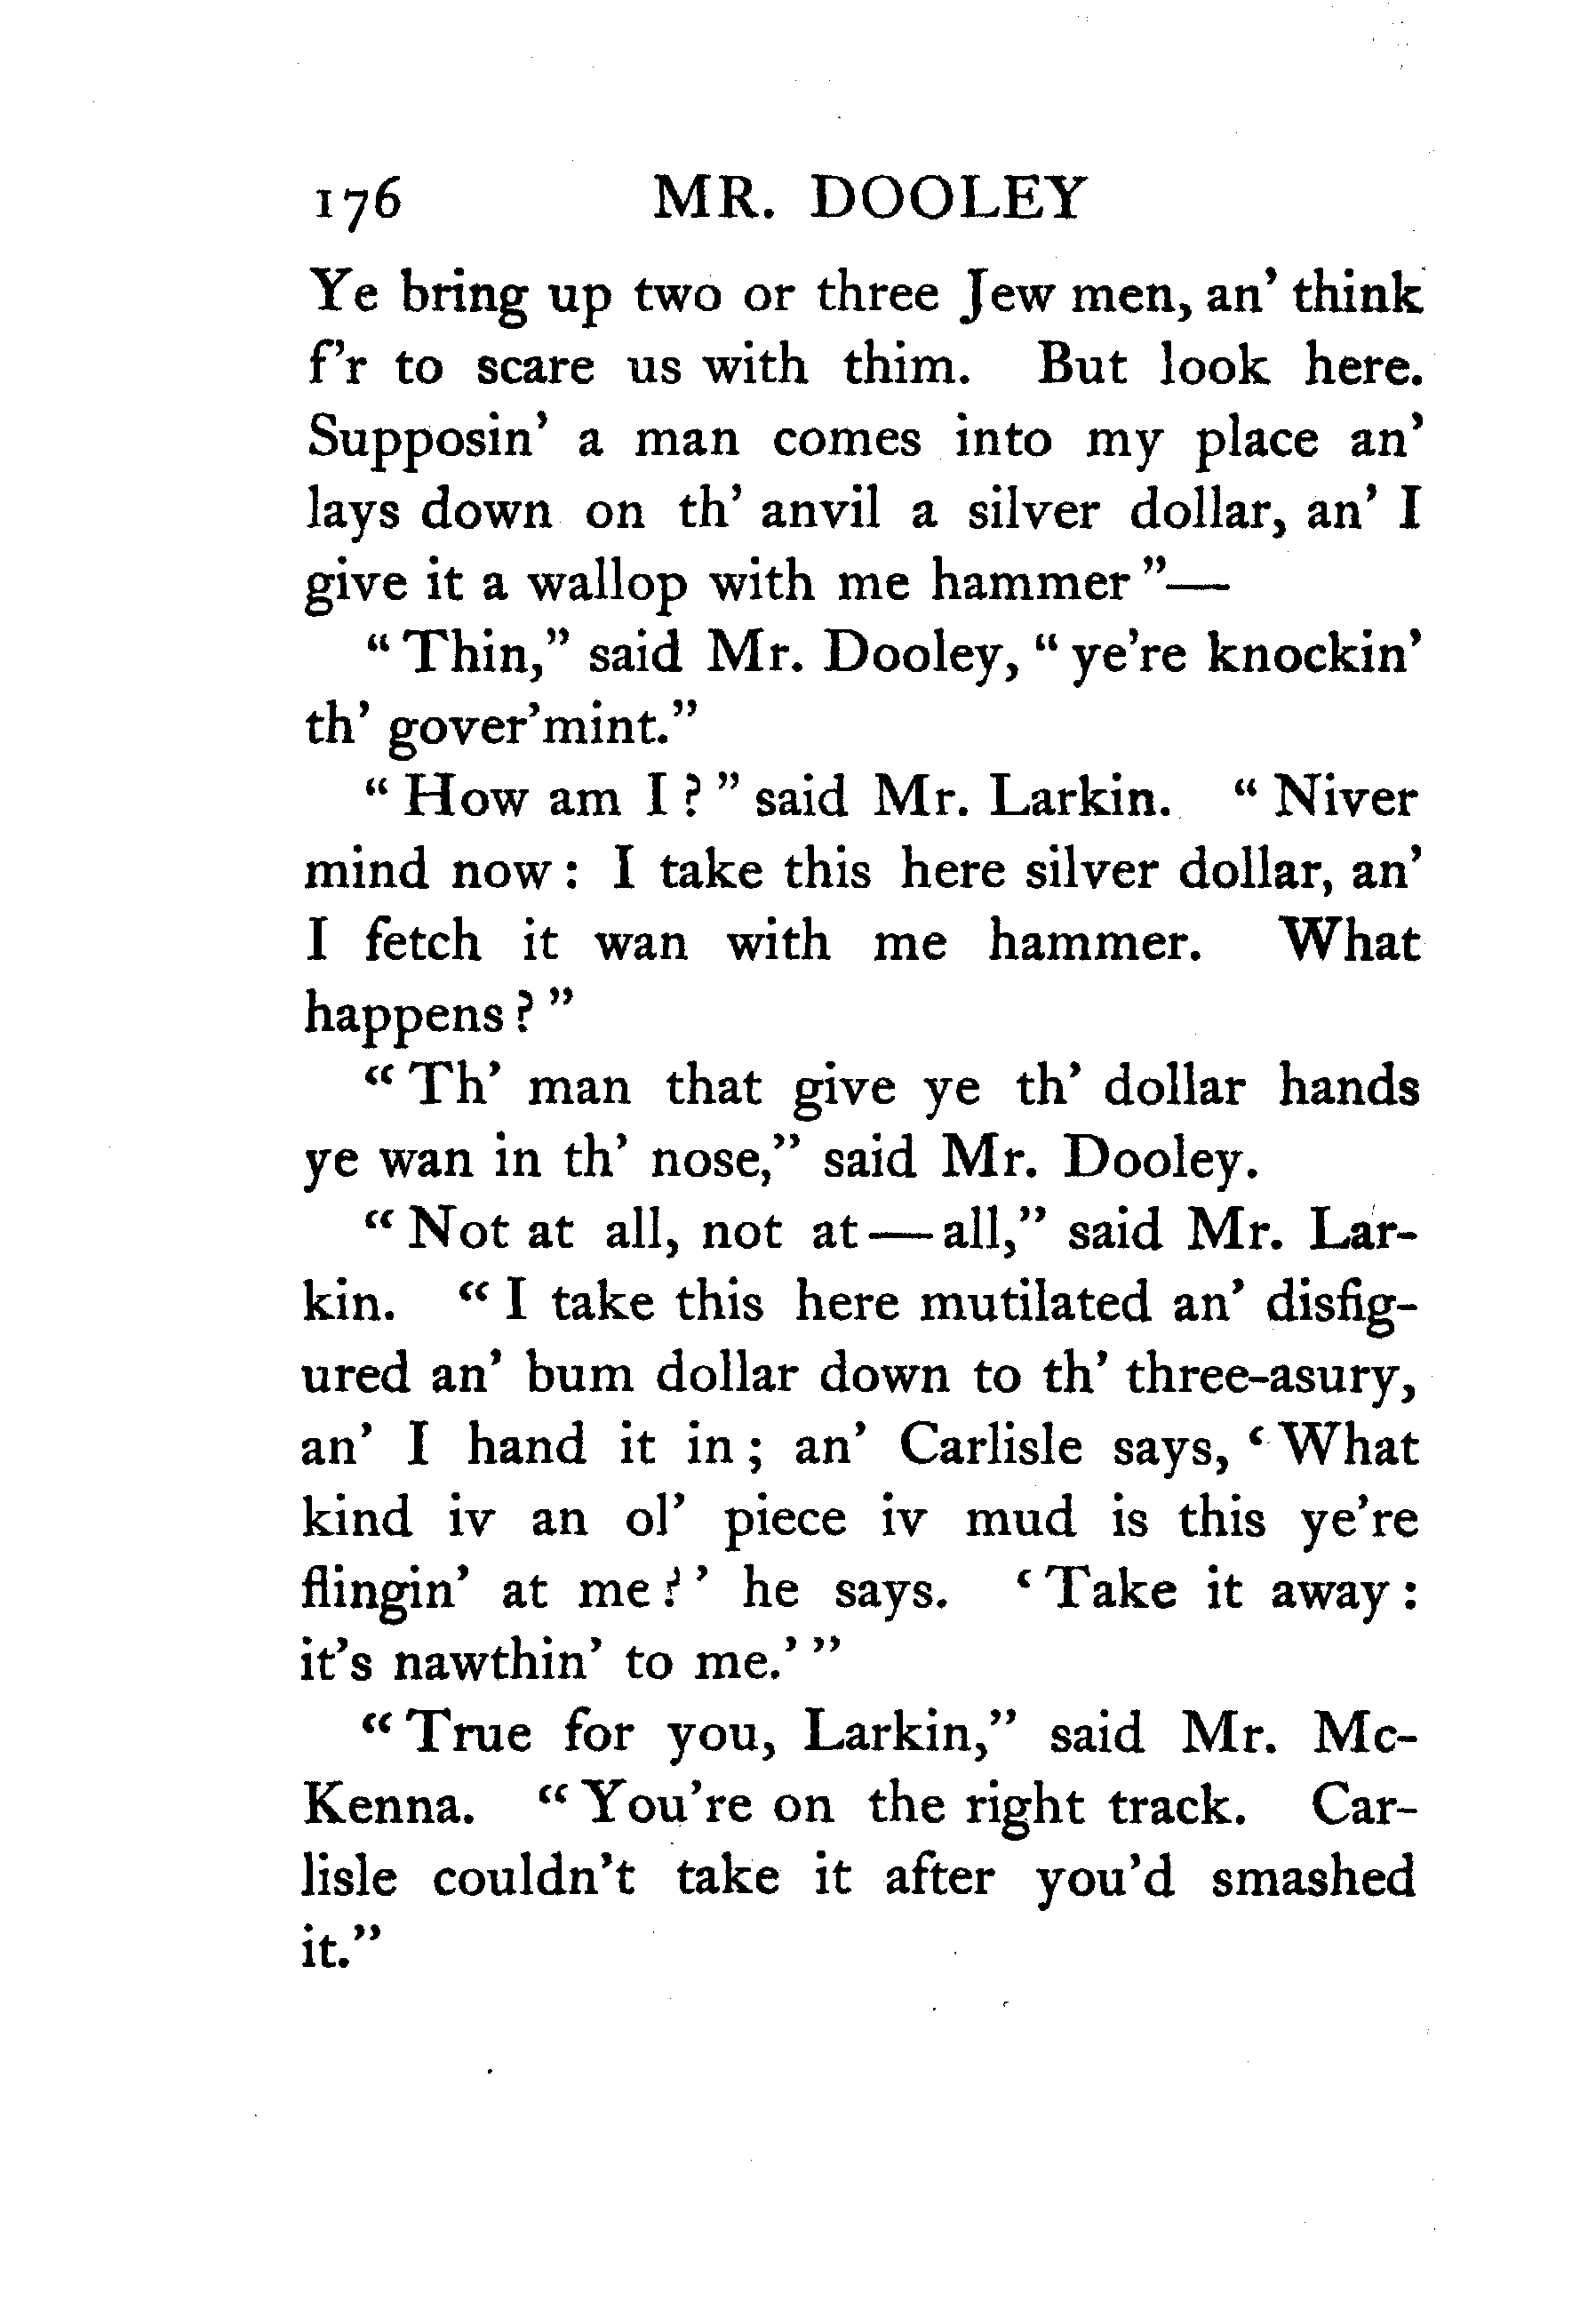 176 MR. DOOLEY
Ye bring up two or three Jew men, an' think
f'r to scare us with thim. But look here.
Supposin' a man comes into my place an'
lays down on th' anvil a silver dollar, an' I
give it a wallop with me hammer"—
"Thin," said Mr. Dooley, "ye're knockin'
th' gover'mint."
"How am I?" said Mr. Larkin. "Niver
mind now: I take this here silver dollar, an'
I fetch it wan with me hammer. What
happens?"
"Th' man that give ye th' dollar hands
ye wan in th' nose," said Mr. Dooley.
"Not at all, not at—all," said Mr. Lar-
kin. "I take this here mutilated an' disfig-
ured an' bum dollar down to th' three-asury,
an' I hand it in; an' Carlisle says, 'What
kind iv an ol' piece iv mud is this ye're
flingin' at me?' he says. 'Take it away:
it's nawthin' to me.'"
"True for you, Larkin," said Mr. Mc-
Kenna. "You're on the right track. Car-
lisle couldn't take it after you'd smashed
it."